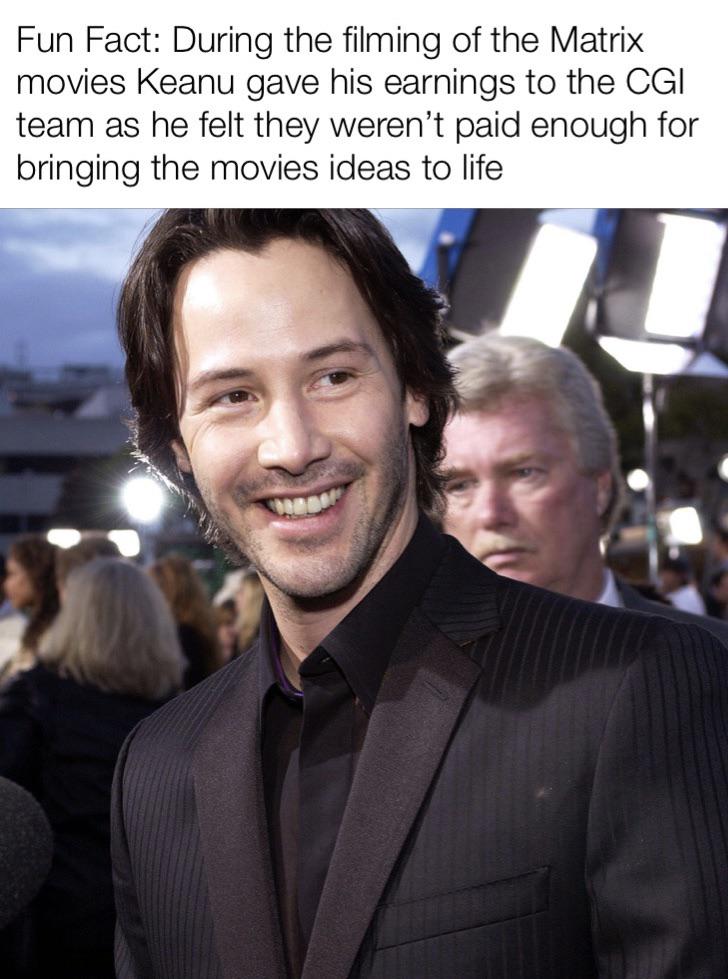 Fun Fact: During the filming of the Matrix
movies Keanu gave his earnings to the CGI
team as he felt they weren’t paid enough for
bringing the movies ideas to life